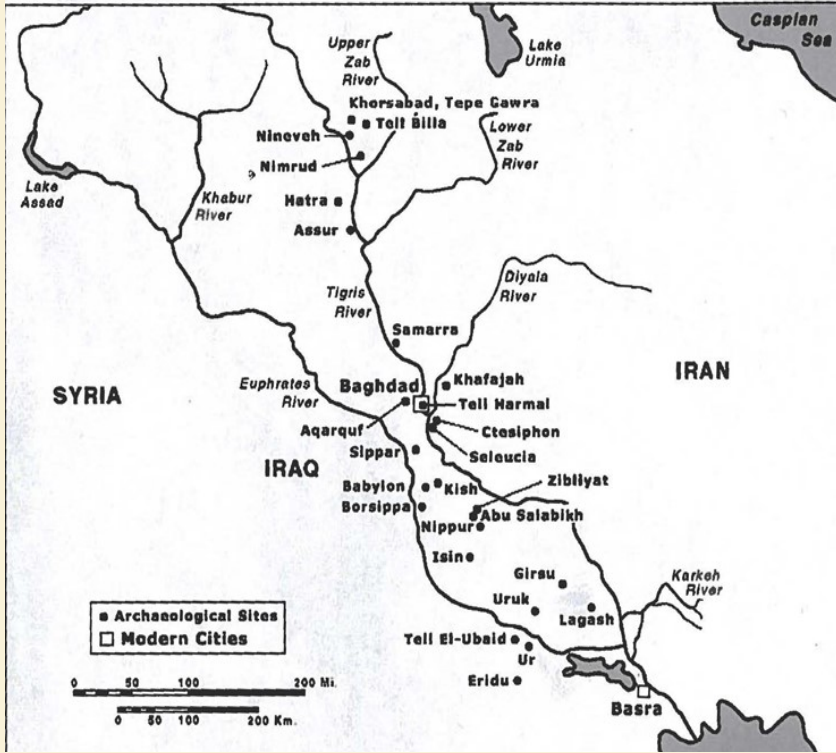 Caspian
Sea
Upper
Zab
River
Lake
Urmia
Khorsabad, Tepe Gawra
Tell Billa
Nineveh
Lower
Zab
River
Nimrud
Lake
Assad
Khabur
River
Hatra
Assur
Diyala
River
Tigris
River
Samarra
SYRIA
Euphrates
River
Baghdad
Khafajah
IRAN
Tell Harmal
Aqarquf
Ctesiphon
Seleucia
Sippar
IRAQ
Zibliyat
Babylon
Kish
Borsippa
Abu Salabikh
Nippur
Isin
Girsu
Karkeh
River
Uruk
Lagash
Archaeological Sites
Modern Cities
Tell El-Ubaid
Ur
Eridu
0 50 100 200 Mi.
0 50 100 200 Km.
Basra